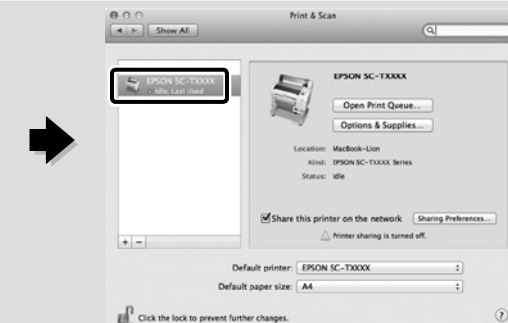 Print & Scan
Show All
EPSON SC-TXXXX
Idle, Last Used
EPSON SC-TXXXX
Open Print Queue...
Options & Supplies...
Location: MacBook-Lion
Kind: EPSON SC-TXXXX Series
Status: Idle
Share this printer on the network Sharing Preferences...
Printer sharing is turned off.
+ −
Default printer: EPSON SC-TXXXX
Default paper size: A4
Click the lock to prevent further changes. ?